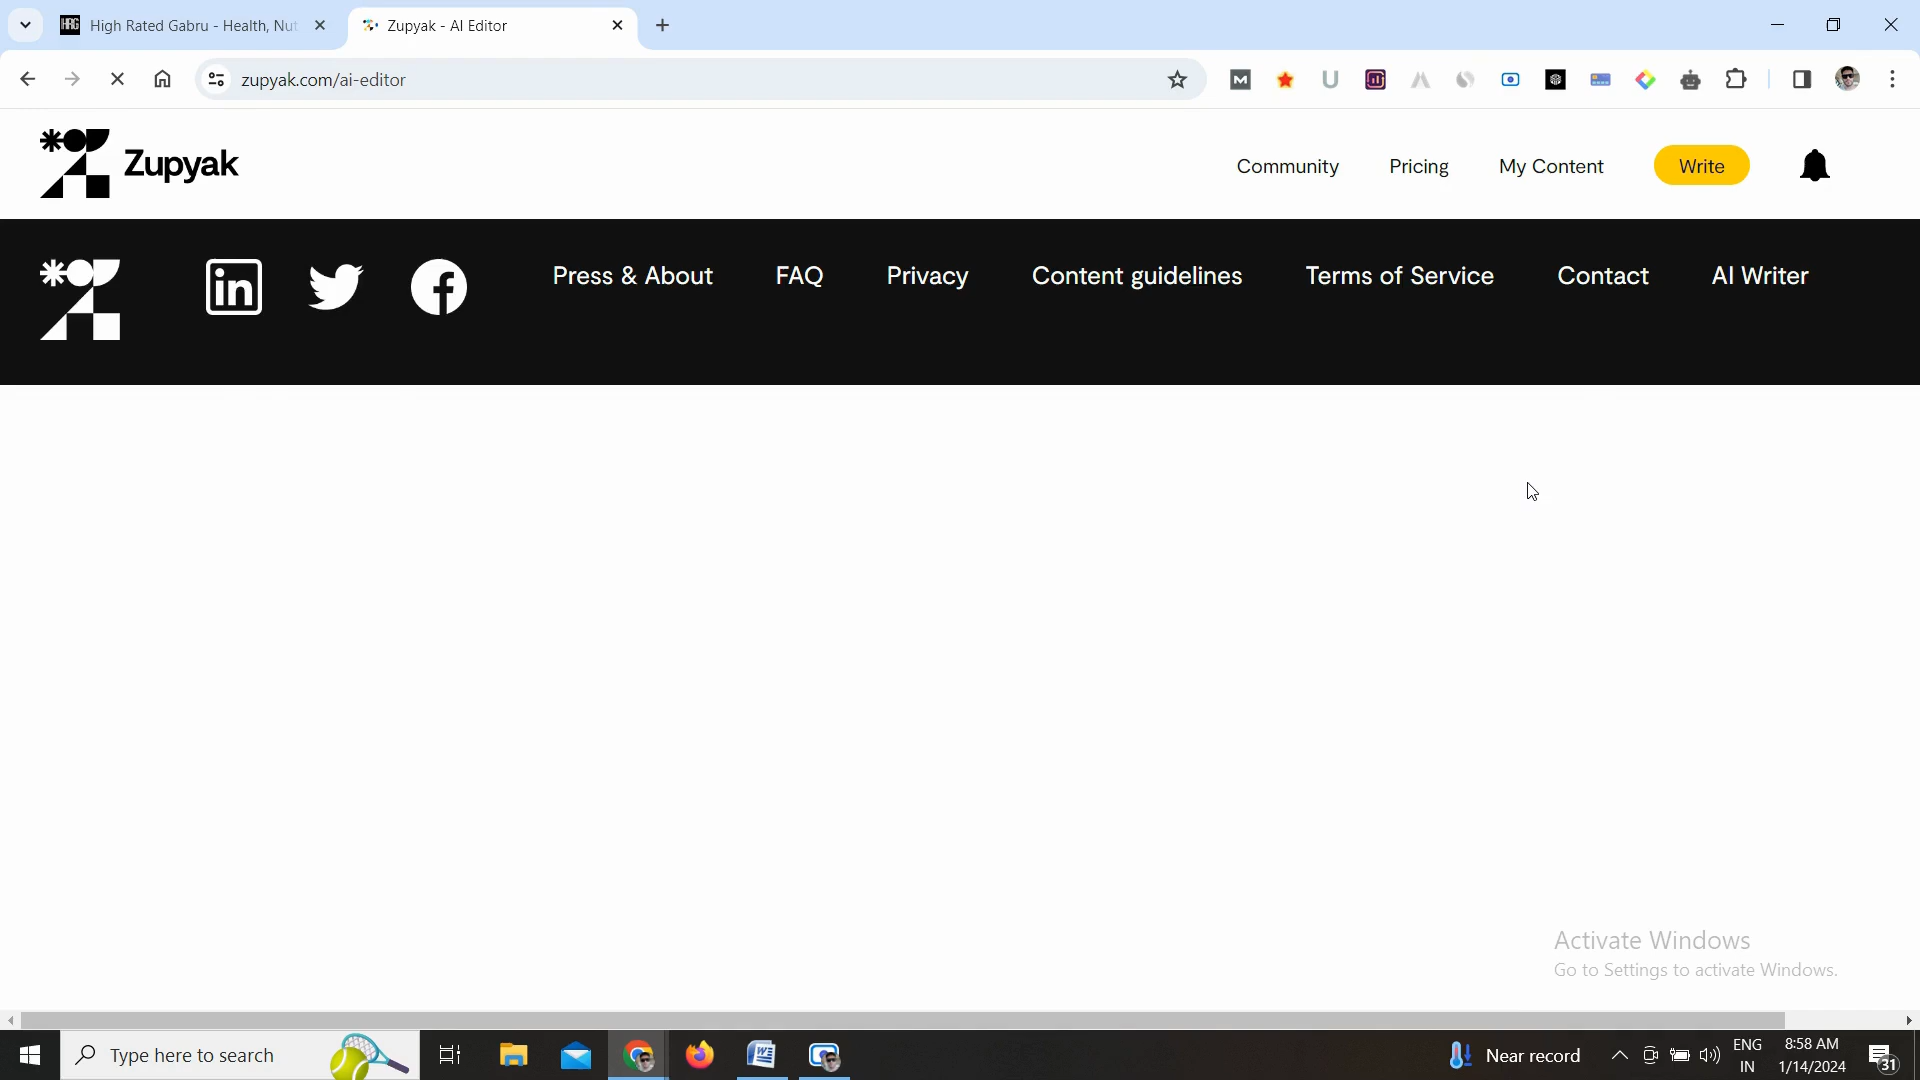 High Rated Gabru - Health, Nut
Zupyak - AI Editor
zupyak.com/ai-editor
Zupyak
Community
Pricing
My Content
Write
Press & About
FAQ
Privacy
Content guidelines
Terms of Service
Contact
AI Writer
Activate Windows
Go to Settings to activate Windows.
Type here to search
Near record
ENG
IN
8:58 AM
1/14/2024
31